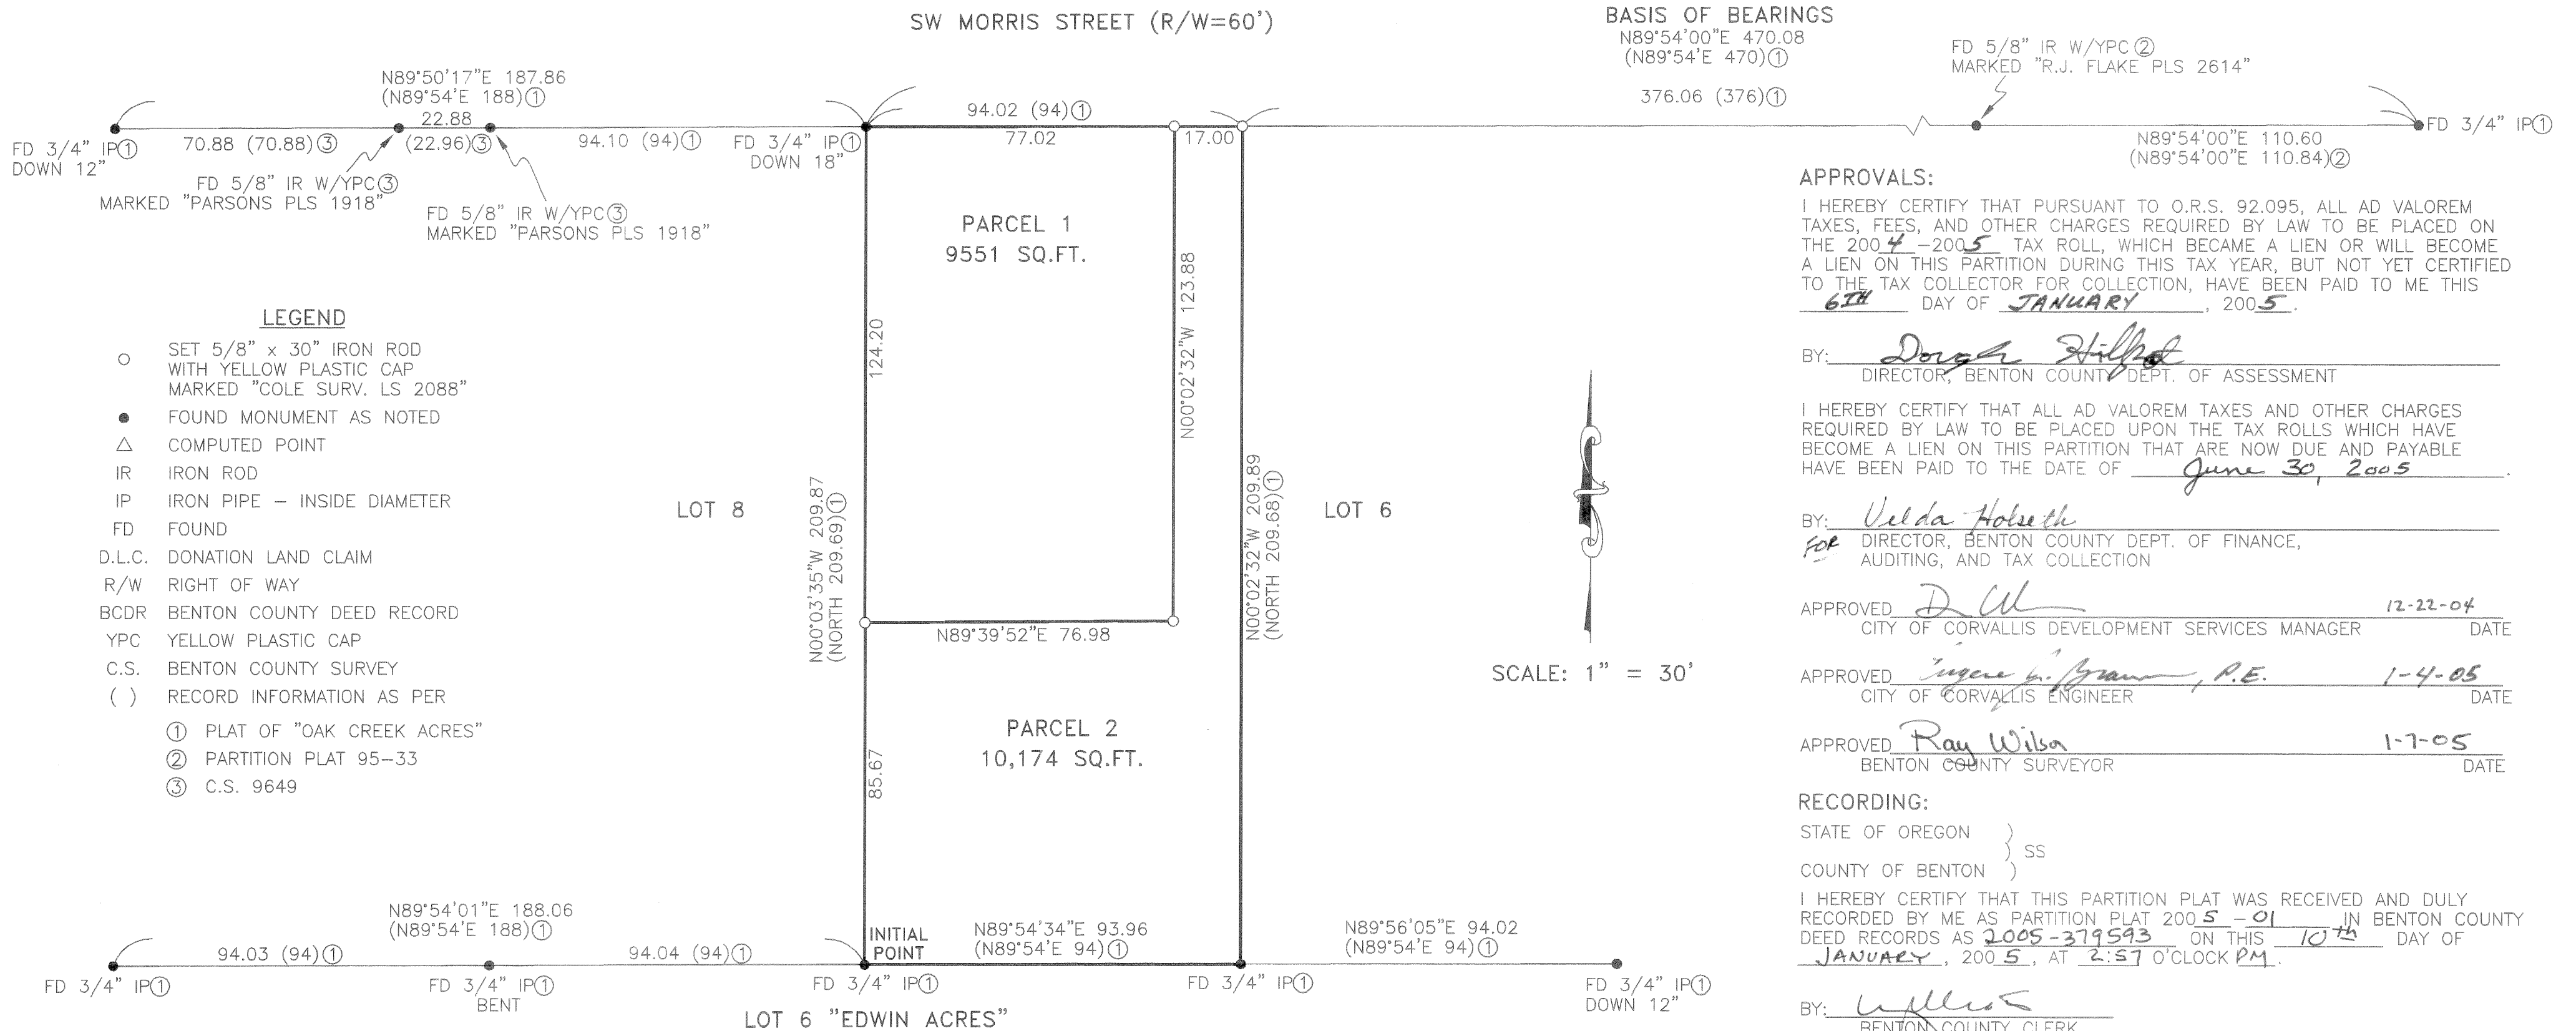 SW MORRIS STREET (R/W=60')
BASIS OF BEARINGS
N89°54'00"E 470.08
(N89°54'E 470)①
376.06 (376)①
FD 5/8" IR W/YPC②
MARKED "R.J. FLAKE PLS 2614"
N89°50'17"E 187.86
(N89°54'E 188)①
22.88
70.88 (70.88)③
(22.96)③
94.10 (94)①
FD 3/4" IP①
DOWN 12"
FD 5/8" IR W/YPC③
MARKED "PARSONS PLS 1918"
FD 5/8" IR W/YPC③
MARKED "PARSONS PLS 1918"
FD 3/4" IP①
DOWN 18"
94.02 (94)①
77.02
17.00
N89°54'00"E 110.60
(N89°54'00"E 110.84)②
FD 3/4" IP①
PARCEL 1
9551 SQ.FT.
124.20
N00°02'32"W 123.88
N00°03'35"W 209.87
(NORTH 209.69)①
N00°02'32"W 209.89
(NORTH 209.68)①
LOT 8
LOT 6
N89°39'52"E 76.98
PARCEL 2
10,174 SQ.FT.
85.67
SCALE: 1" = 30'
LEGEND
SET 5/8" x 30" IRON ROD
WITH YELLOW PLASTIC CAP
MARKED "COLE SURV. LS 2088"
FOUND MONUMENT AS NOTED
COMPUTED POINT
IR IRON ROD
IP IRON PIPE – INSIDE DIAMETER
FD FOUND
D.L.C. DONATION LAND CLAIM
R/W RIGHT OF WAY
BCDR BENTON COUNTY DEED RECORD
YPC YELLOW PLASTIC CAP
C.S. BENTON COUNTY SURVEY
( ) RECORD INFORMATION AS PER
① PLAT OF "OAK CREEK ACRES"
② PARTITION PLAT 95–33
③ C.S. 9649
N89°54'01"E 188.06
(N89°54'E 188)①
94.03 (94)①
94.04 (94)①
INITIAL
POINT
N89°54'34"E 93.96
(N89°54'E 94)①
N89°56'05"E 94.02
(N89°54'E 94)①
FD 3/4" IP①
FD 3/4" IP①
BENT
FD 3/4" IP①
FD 3/4" IP①
FD 3/4" IP①
DOWN 12"
LOT 6 "EDWIN ACRES"
APPROVALS:
I HEREBY CERTIFY THAT PURSUANT TO O.R.S. 92.095, ALL AD VALOREM
TAXES, FEES, AND OTHER CHARGES REQUIRED BY LAW TO BE PLACED ON
THE 2004 –2005 TAX ROLL, WHICH BECAME A LIEN OR WILL BECOME
A LIEN ON THIS PARTITION DURING THIS TAX YEAR, BUT NOT YET CERTIFIED
TO THE TAX COLLECTOR FOR COLLECTION, HAVE BEEN PAID TO ME THIS
6TH DAY OF JANUARY, 2005.
BY:
DIRECTOR, BENTON COUNTY DEPT. OF ASSESSMENT
I HEREBY CERTIFY THAT ALL AD VALOREM TAXES AND OTHER CHARGES
REQUIRED BY LAW TO BE PLACED UPON THE TAX ROLLS WHICH HAVE
BECOME A LIEN ON THIS PARTITION THAT ARE NOW DUE AND PAYABLE
HAVE BEEN PAID TO THE DATE OF June 30, 2005.
BY: Velda Holseth
FOR DIRECTOR, BENTON COUNTY DEPT. OF FINANCE,
AUDITING, AND TAX COLLECTION
APPROVED 12-22-04
CITY OF CORVALLIS DEVELOPMENT SERVICES MANAGER DATE
APPROVED Eugene , P.E. 1-4-05
CITY OF CORVALLIS ENGINEER DATE
APPROVED Ray Wilson 1-7-05
BENTON COUNTY SURVEYOR DATE
RECORDING:
STATE OF OREGON )
) SS
COUNTY OF BENTON )
I HEREBY CERTIFY THAT THIS PARTITION PLAT WAS RECEIVED AND DULY
RECORDED BY ME AS PARTITION PLAT 2005 –01 IN BENTON COUNTY
DEED RECORDS AS 2005-379593 ON THIS 10th DAY OF
JANUARY, 2005, AT 2:57 O'CLOCK PM.
BY:
BENTON COUNTY CLERK